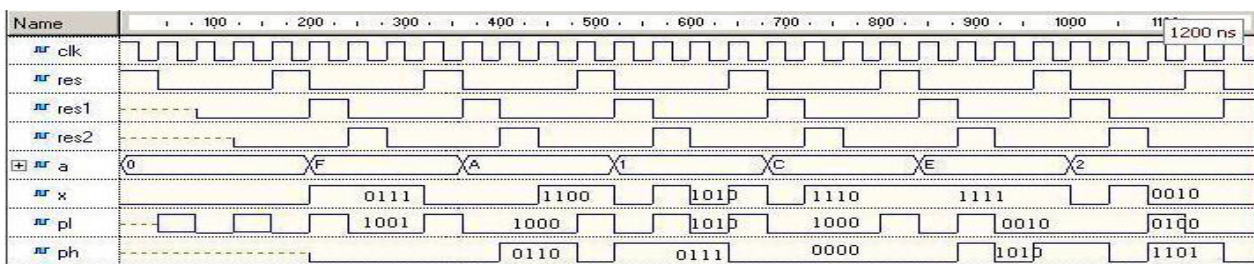 Name 100 200 300 400 500 600 700 800 900 1000 1100
1200 ns
clk
res
res1
res2
a 0 F A 1 C E 2
x 0111 1100 1010 1110 1111 0010
pl 1001 1000 1010 1000 0010 0100
ph 0110 0111 0000 1010 1101